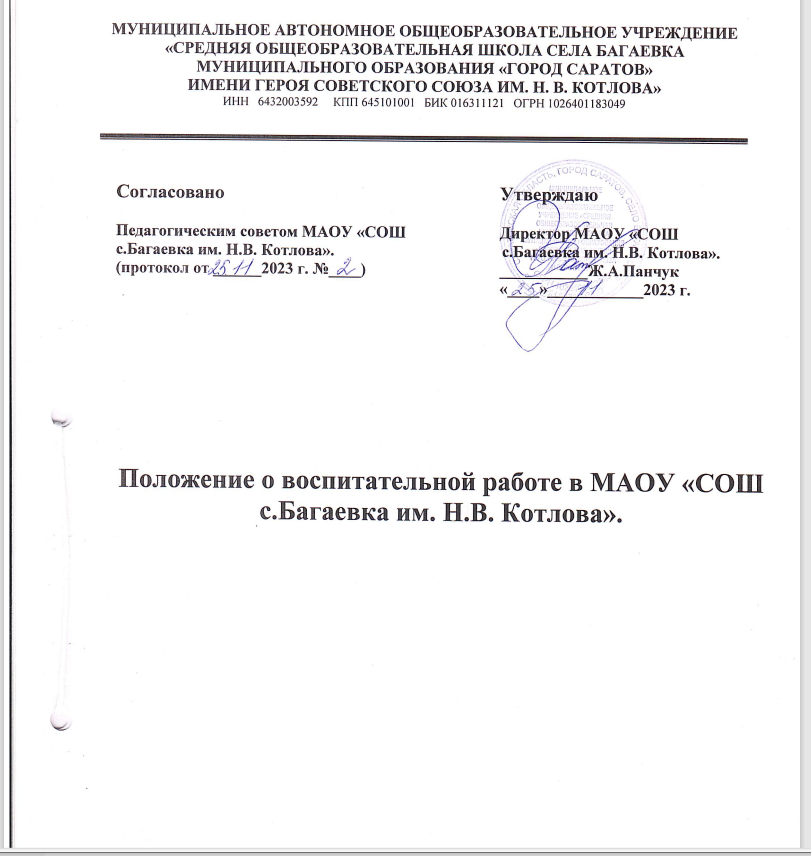 МУНИЦИПАЛЬНОЕ АВТОНОМНОЕ ОБЩЕОБРАЗОВАТЕЛЬНОЕ УЧРЕЖДЕНИЕ
«СРЕДНЯЯ ОБЩЕОБРАЗОВАТЕЛЬНАЯ ШКОЛА СЕЛА БАГАЕВКА
МУНИЦИПАЛЬНОГО ОБРАЗОВАНИЯ «ГОРОД САРАТОВ»
ИМЕНИ ГЕРОЯ СОВЕТСКОГО СОЮЗА ИМ. Н. В. КОТЛОВА»
ИНН 6432003592 КПП 645101001 БИК 016311121 ОГРН 1026401183049
Согласовано
Педагогическим советом МАОУ «СОШ
с.Багаевка им. Н.В. Котлова».
(протокол от 25 11 2023 г. № 2 )
Утверждаю
Директор МАОУ «СОШ
с.Багаевка им. Н.В. Котлова».
___________Ж.А.Панчук
« 25 » 11 2023 г.
Положение о воспитательной работе в МАОУ «СОШ
с.Багаевка им. Н.В. Котлова».